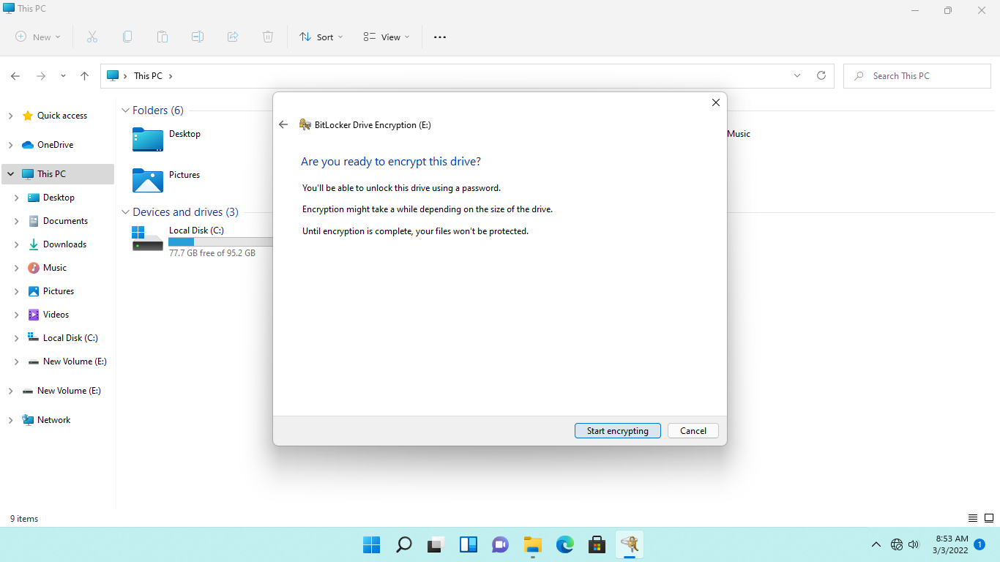 This PC
New
Sort
View
This PC
Search This PC
Quick access
OneDrive
This PC
Desktop
Documents
Downloads
Music
Pictures
Videos
Local Disk (C:)
New Volume (E:)
New Volume (E:)
Network
Folders (6)
Desktop
Music
Pictures
Devices and drives (3)
Local Disk (C:)
77.7 GB free of 95.2 GB
BitLocker Drive Encryption (E:)
Are you ready to encrypt this drive?
You'll be able to unlock this drive using a password.
Encryption might take a while depending on the size of the drive.
Until encryption is complete, your files won't be protected.
Start encrypting
Cancel
9 items
8:53 AM
3/3/2022
1